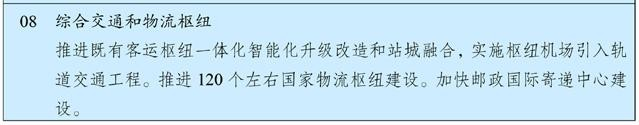 08 综合交通和物流枢纽
推进既有客运枢纽一体化智能化升级改造和站城融合，实施枢纽机场引入轨
道交通工程。推进 120 个左右国家物流枢纽建设。加快邮政国际寄递中心建
设。